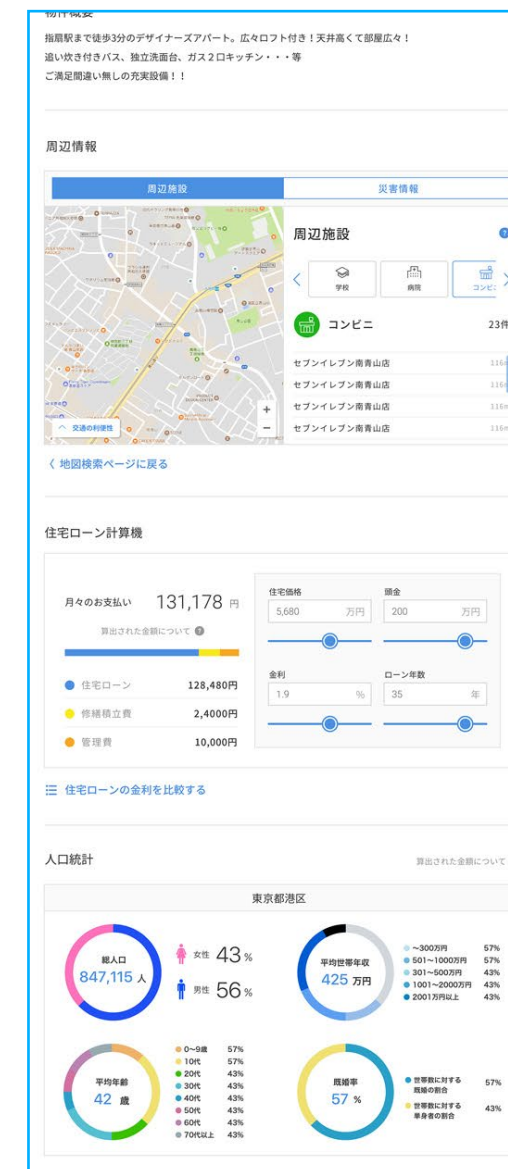 物件概要
指扇駅まで徒歩3分のデザイナーズアパート。広々ロフト付き！天井高くて部屋広々！
追い炊き付きバス、独立洗面台、ガス２口キッチン・・・等
ご満足間違い無しの充実設備！！
周辺情報
周辺施設
災害情報
周辺施設
学校
病院
コンビニ
コンビニ
23件
セブンイレブン南青山店
116m
セブンイレブン南青山店
116m
セブンイレブン南青山店
116m
セブンイレブン南青山店
116m
交通の利便性
+
−
〈 地図検索ページに戻る
住宅ローン計算機
月々のお支払い 131,178 円
算出された金額について ?
住宅ローン 128,480円
修繕積立費 2,4000円
管理費 10,000円
住宅価格
5,680 万円
頭金
200 万円
金利
1.9 %
ローン年数
35 年
住宅ローンの金利を比較する
人口統計
算出された金額について
東京都港区
総人口
847,115 人
女性 43%
男性 56%
平均世帯年収
425 万円
〜300万円 57%
501〜1000万円 57%
301〜500万円 43%
1001〜2000万円 43%
2001万円以上 43%
平均年齢
42 歳
0〜9歳 57%
10代 57%
20代 43%
30代 43%
40代 43%
50代 43%
60代 43%
70代以上 43%
既婚率
57 %
世帯数に対する
既婚の割合 57%
世帯数に対する
単身者の割合 43%